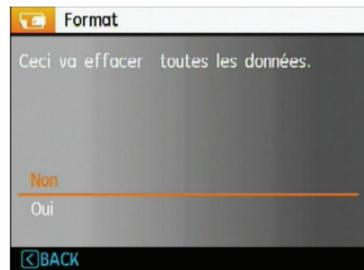 Format
Ceci va effacer toutes les données.
Non
Oui
BACK